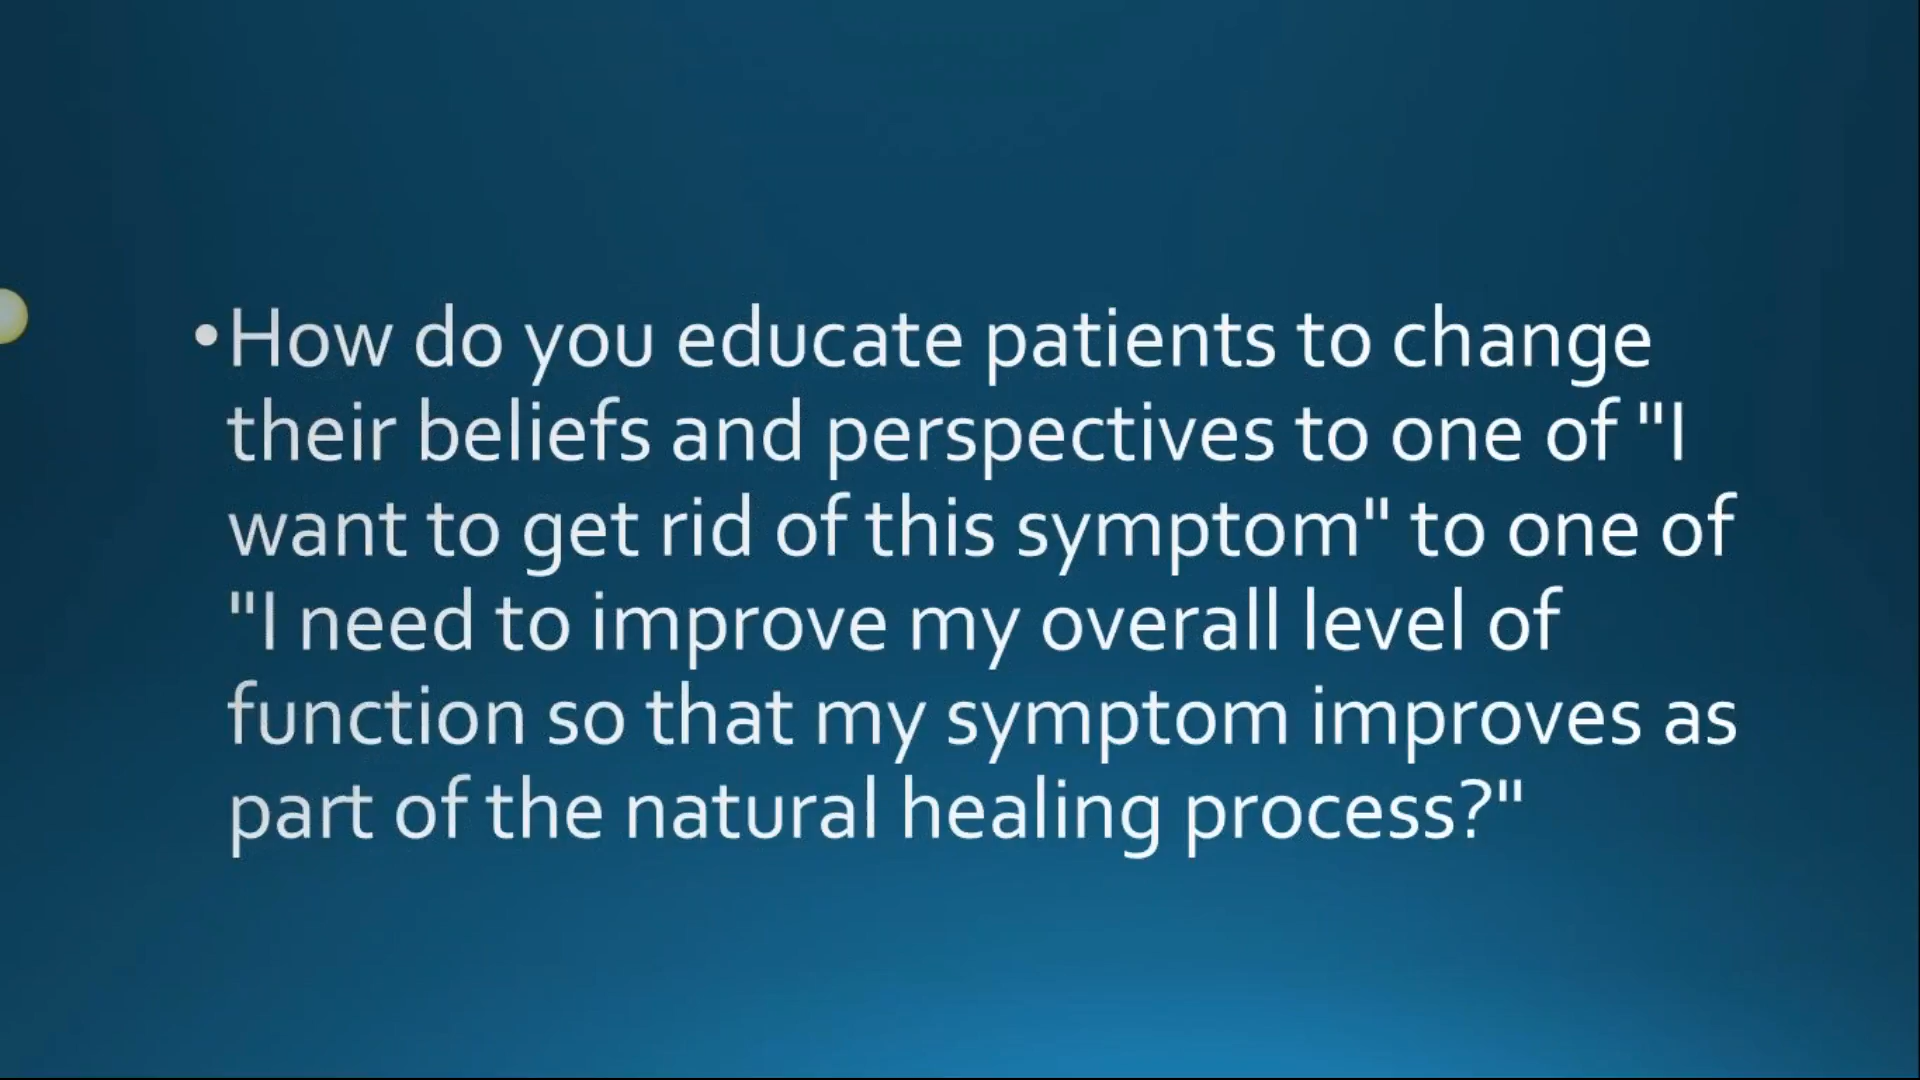 •How do you educate patients to change
their beliefs and perspectives to one of "I
want to get rid of this symptom" to one of
"I need to improve my overall level of
function so that my symptom improves as
part of the natural healing process?"